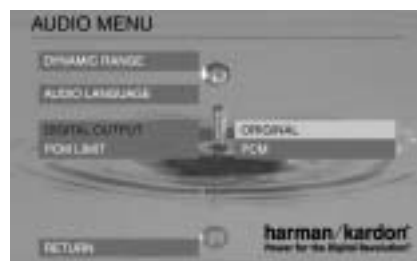 AUDIO MENU
DYNAMIC RANGE
AUDIO LANGUAGE
DIGITAL OUTPUT
ORIGINAL
PCM LIMIT
PCM
RETURN
harman/kardon
Power for the Digital Revolution